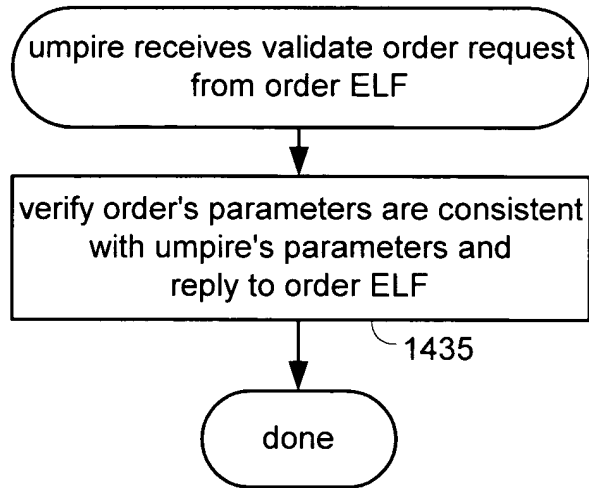 umpire receives validate order request
from order ELF
verify order's parameters are consistent
with umpire's parameters and
reply to order ELF
1435
done